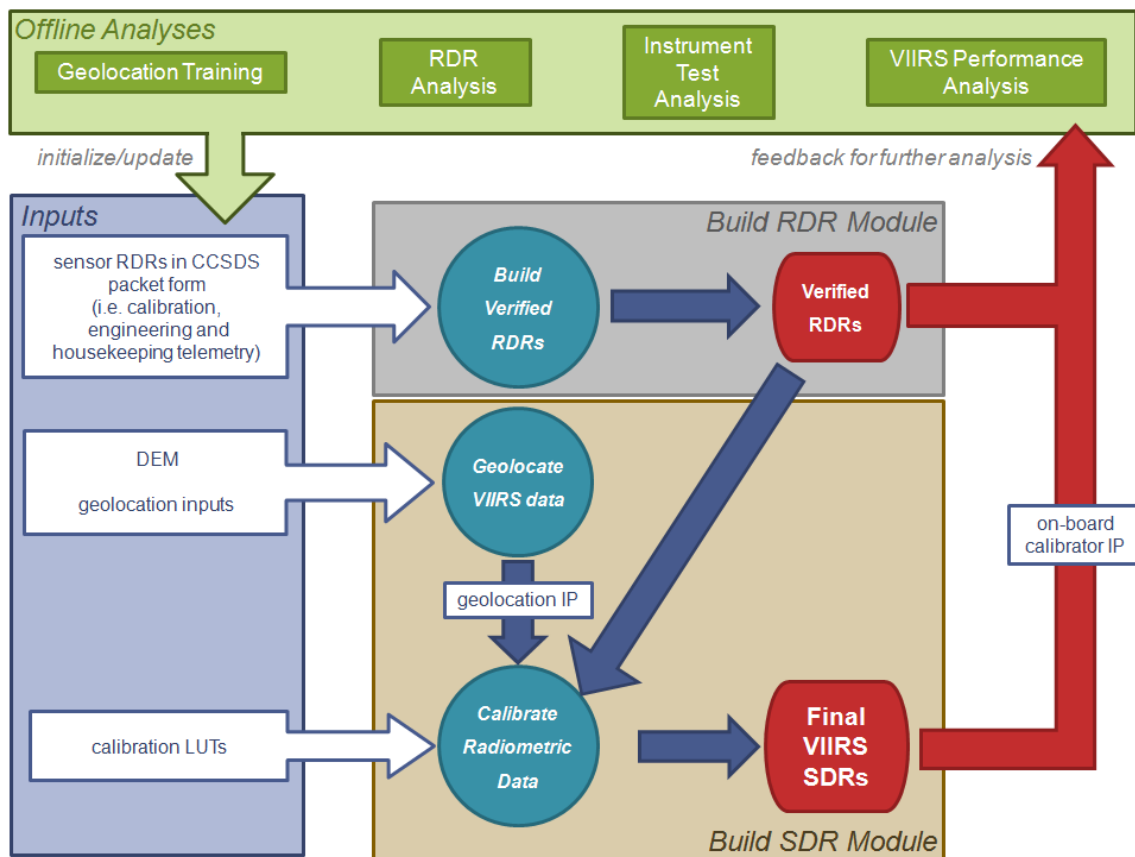 Offline Analyses
Geolocation Training
RDR
Analysis
Instrument
Test
Analysis
VIIRS Performance
Analysis
initialize/update
feedback for further analysis
Inputs
sensor RDRs in CCSDS
packet form
(i.e. calibration,
engineering and
housekeeping telemetry)
Build RDR Module
Build
Verified
RDRs
Verified
RDRs
DEM
geolocation inputs
Geolocate
VIIRS data
on-board
calibrator IP
geolocation IP
calibration LUTs
Calibrate
Radiometric
Data
Final
VIIRS
SDRs
Build SDR Module